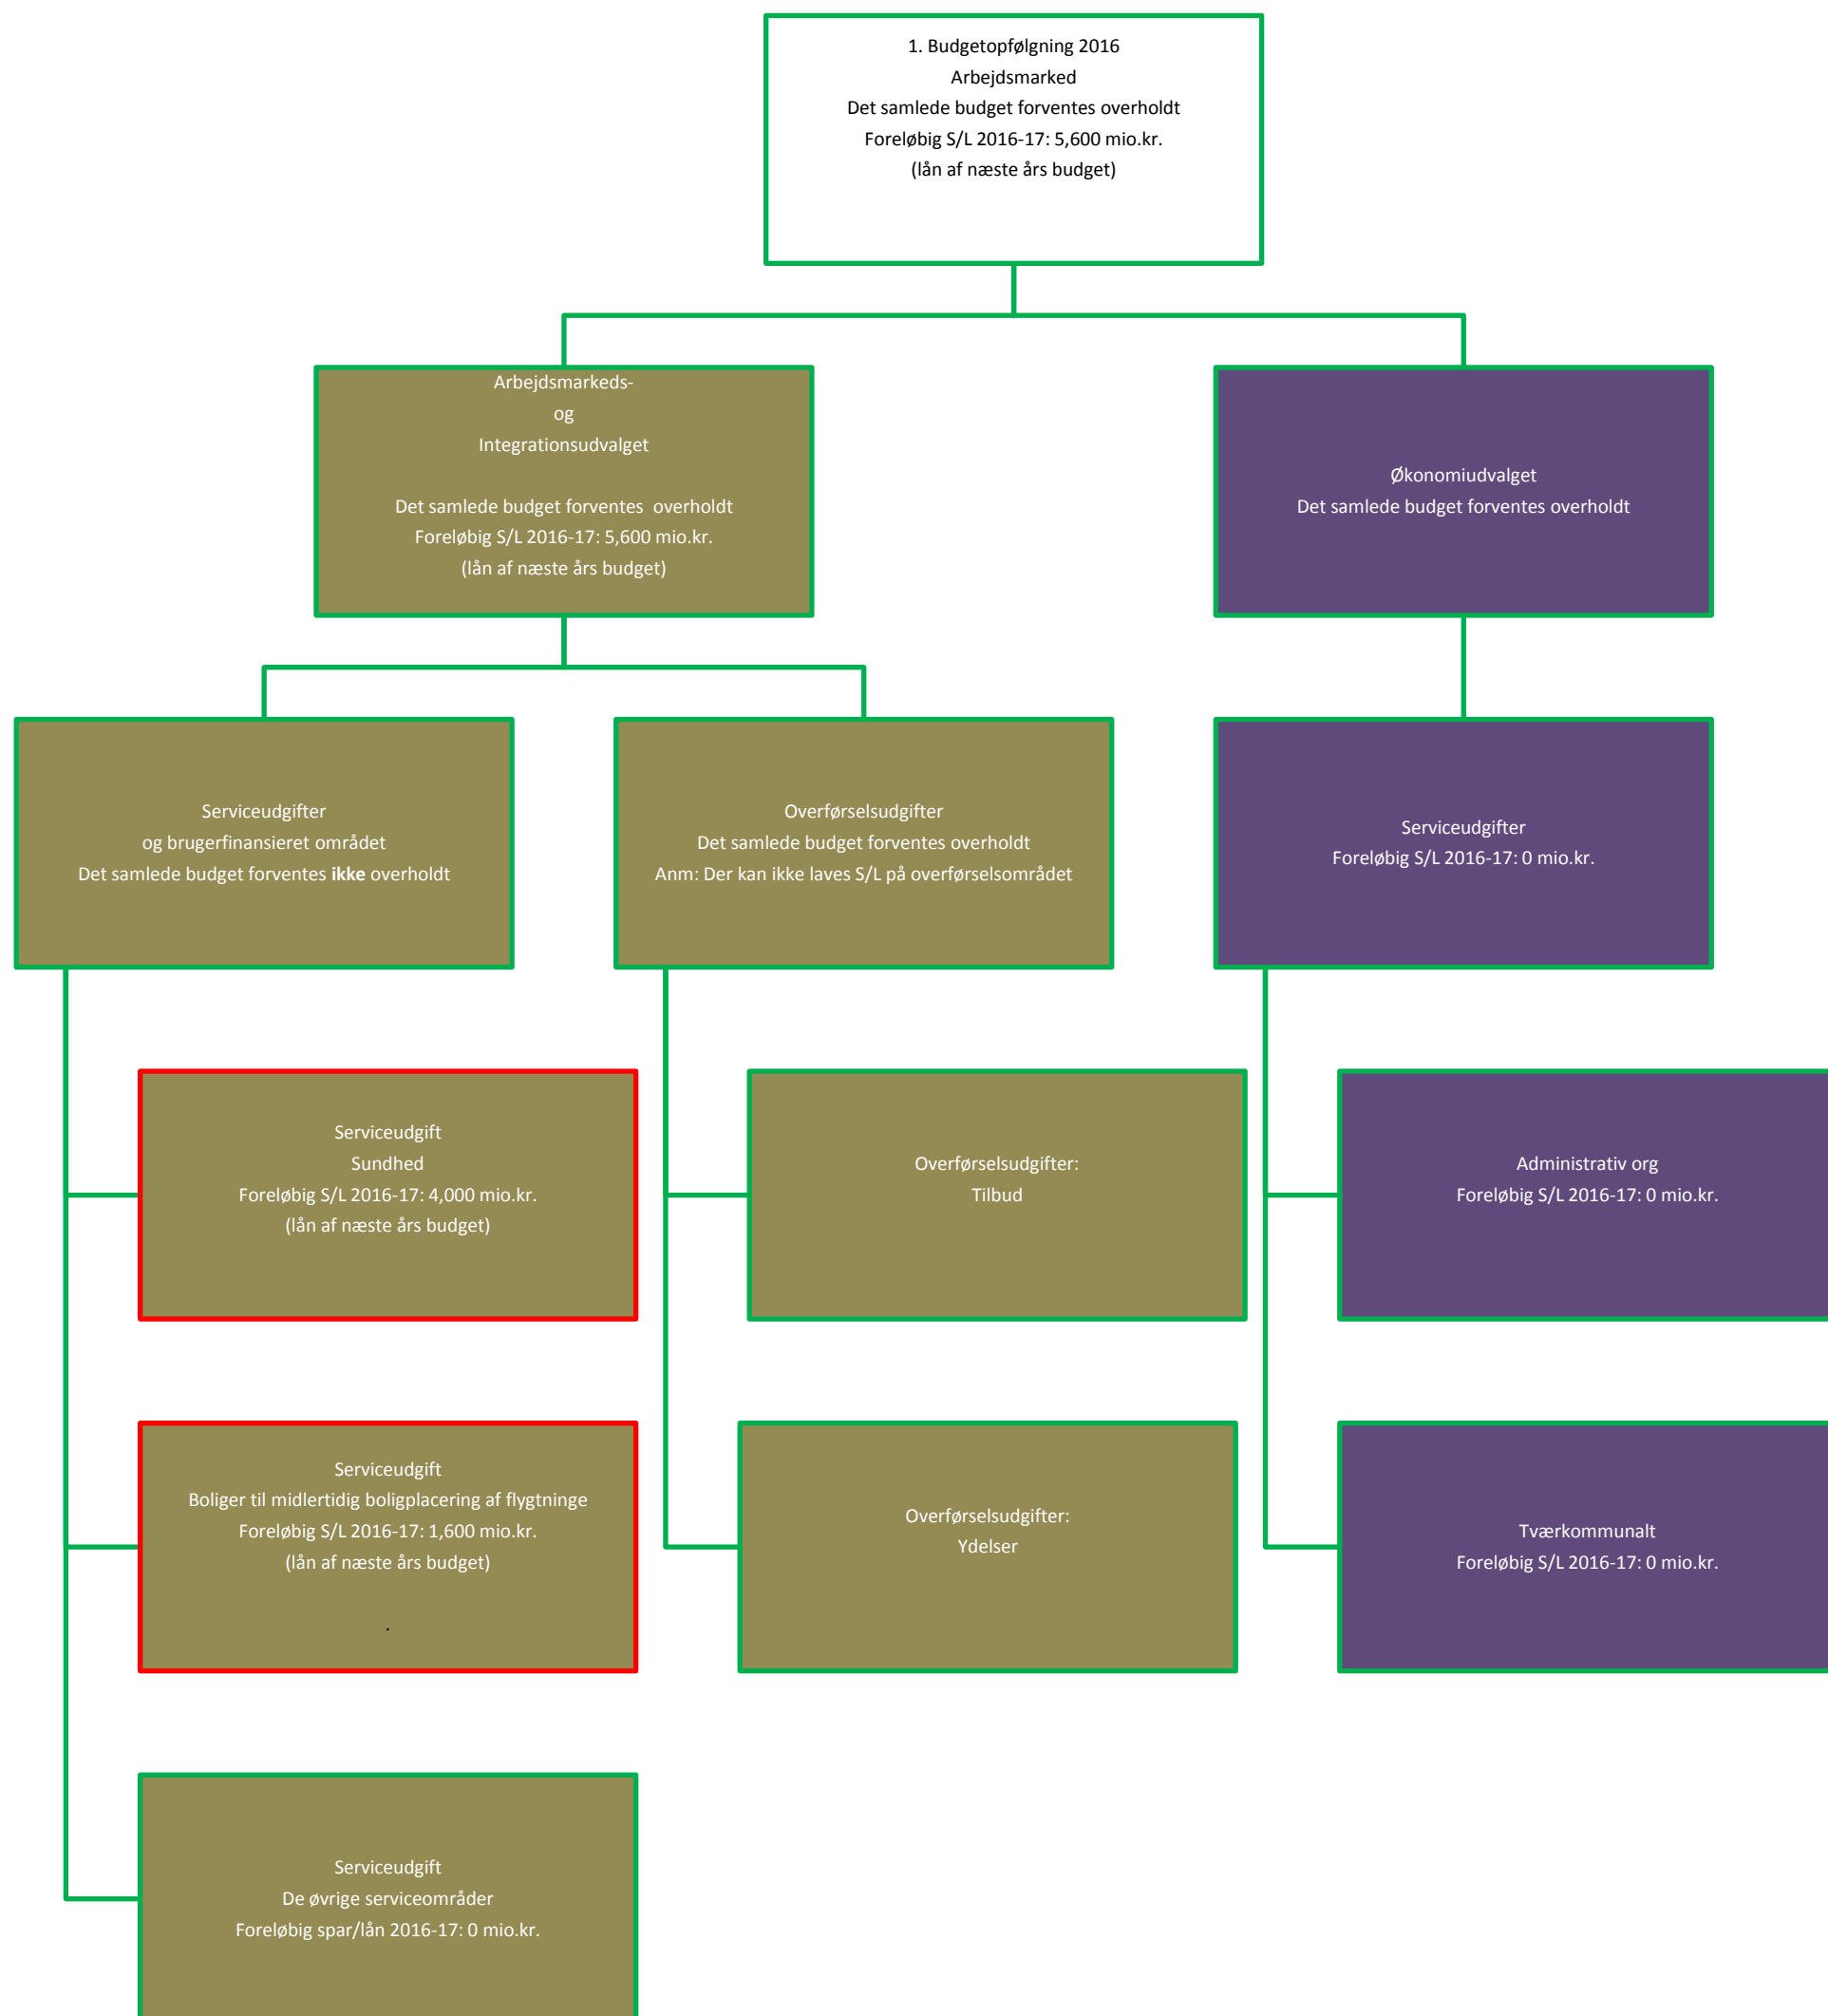 1. Budgetopfølgning 2016
Arbejdsmarked
Det samlede budget forventes overholdt
Foreløbig S/L 2016-17: 5,600 mio.kr.
(lån af næste års budget)
Arbejdsmarkeds-
og
Integrationsudvalget
Det samlede budget forventes  overholdt
Foreløbig S/L 2016-17: 5,600 mio.kr.
(lån af næste års budget)
Økonomiudvalget
Det samlede budget forventes overholdt
Serviceudgifter
og brugerfinansieret området
Det samlede budget forventes ikke overholdt
Overførselsudgifter
Det samlede budget forventes overholdt
Anm: Der kan ikke laves S/L på overførselsområdet
Serviceudgifter
Foreløbig S/L 2016-17: 0 mio.kr.
Serviceudgift
Sundhed
Foreløbig S/L 2016-17: 4,000 mio.kr.
(lån af næste års budget)
Overførselsudgifter:
Tilbud
Administrativ org
Foreløbig S/L 2016-17: 0 mio.kr.
Serviceudgift
Boliger til midlertidig boligplacering af flygtninge
Foreløbig S/L 2016-17: 1,600 mio.kr.
(lån af næste års budget)
.
Overførselsudgifter:
Ydelser
Tværkommunalt
Foreløbig S/L 2016-17: 0 mio.kr.
Serviceudgift
De øvrige serviceområder
Foreløbig spar/lån 2016-17: 0 mio.kr.